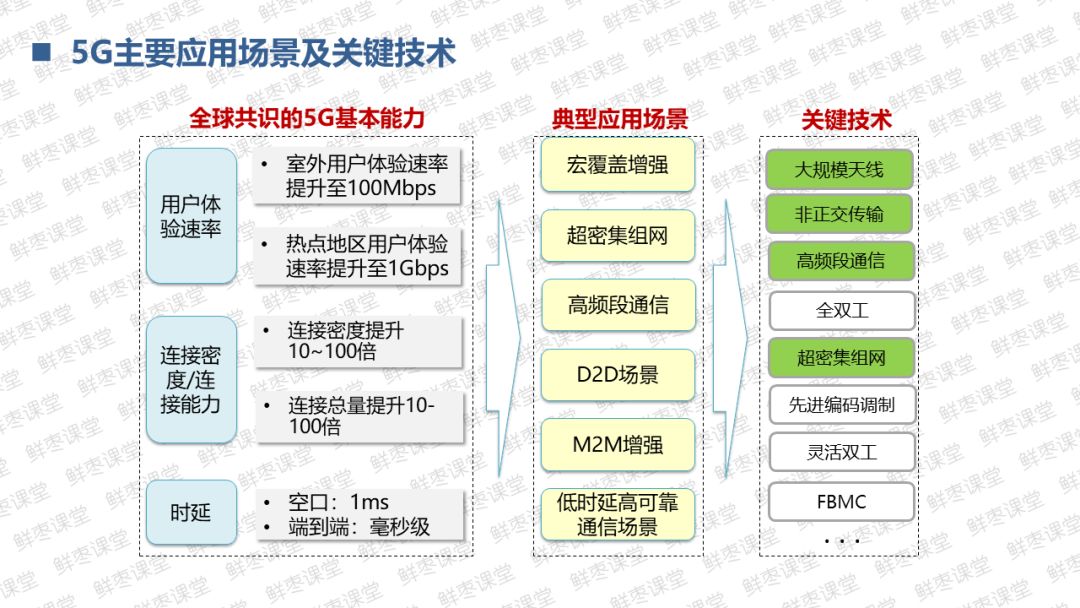 5G主要应用场景及关键技术
全球共识的5G基本能力
用户体
验速率
• 室外用户体验速率
提升至100Mbps
• 热点地区用户体验
速率提升至1Gbps
连接密
度/连
接能力
• 连接密度提升
10~100倍
• 连接总量提升10-
100倍
时延
• 空口：1ms
• 端到端：毫秒级
典型应用场景
宏覆盖增强
超密集组网
高频段通信
D2D场景
M2M增强
低时延高可靠
通信场景
关键技术
大规模天线
非正交传输
高频段通信
全双工
超密集组网
先进编码调制
灵活双工
FBMC
...
鲜枣课堂